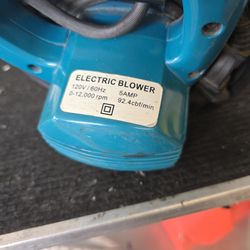 ELECTRIC BLOWER
120V/60Hz 5AMP
0-12,000 rpm 92.4cbf/min